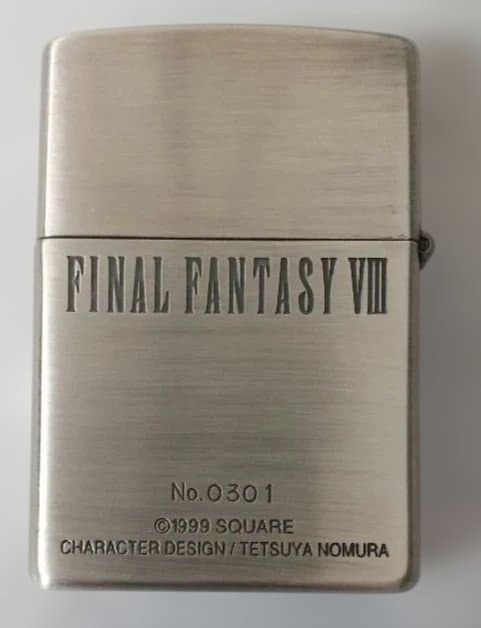 FINAL FANTASY VIII
No.0301
©1999 SQUARE
CHARACTER DESIGN / TETSUYA NOMURA